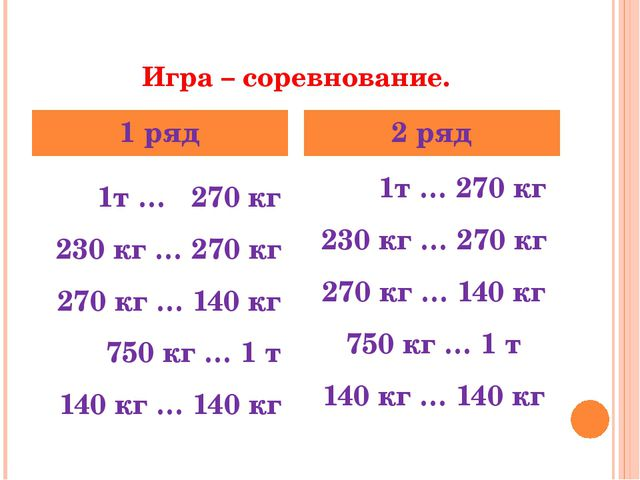 Игра – соревнование.
1 ряд
1т … 270 кг
230 кг … 270 кг
270 кг … 140 кг
750 кг … 1 т
140 кг … 140 кг
2 ряд
1т … 270 кг
230 кг … 270 кг
270 кг … 140 кг
750 кг … 1 т
140 кг … 140 кг